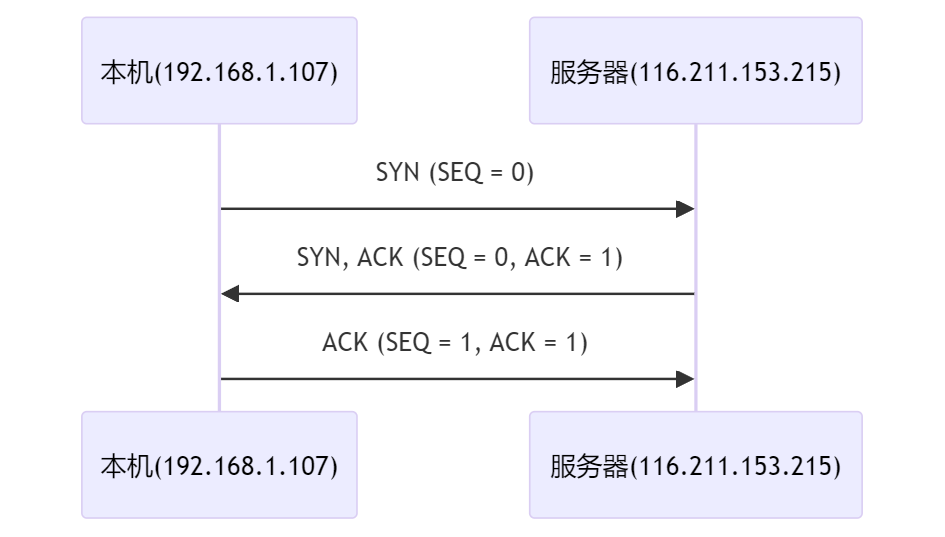 本机(192.168.1.107)
服务器(116.211.153.215)
SYN (SEQ = 0)
SYN, ACK (SEQ = 0, ACK = 1)
ACK (SEQ = 1, ACK = 1)
本机(192.168.1.107)
服务器(116.211.153.215)